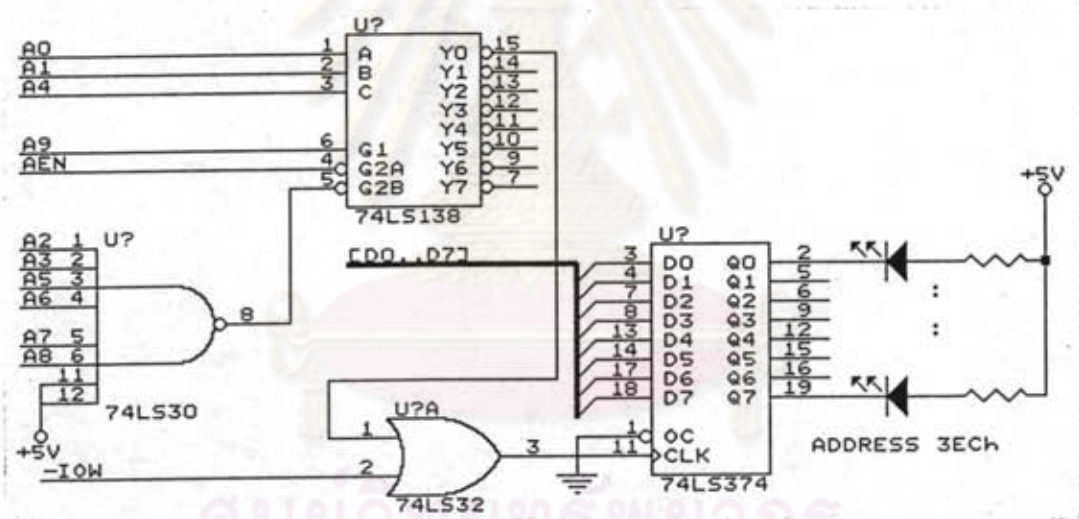 U?
A0 1 A Y0 15
A1 2 B Y1 14
A4 3 C Y2 13
Y3 12
Y4 11
A9 6 G1 Y5 10
AEN 4 G2A Y6 9
5 G2B Y7 7
74LS138
A2 1 U?
A3 2
A5 3
A6 4
8
A7 5
A8 6
11
12
74LS30
+5V
[D0..D7]
U?
3 D0 Q0 2
4 D1 Q1 5
7 D2 Q2 6
8 D3 Q3 9
13 D4 Q4 12
14 D5 Q5 15
17 D6 Q6 16
18 D7 Q7 19
1 OC
11 CLK
74LS374
+5V
ADDRESS 3ECh
U?A
1
2
3
-IOW
74LS32